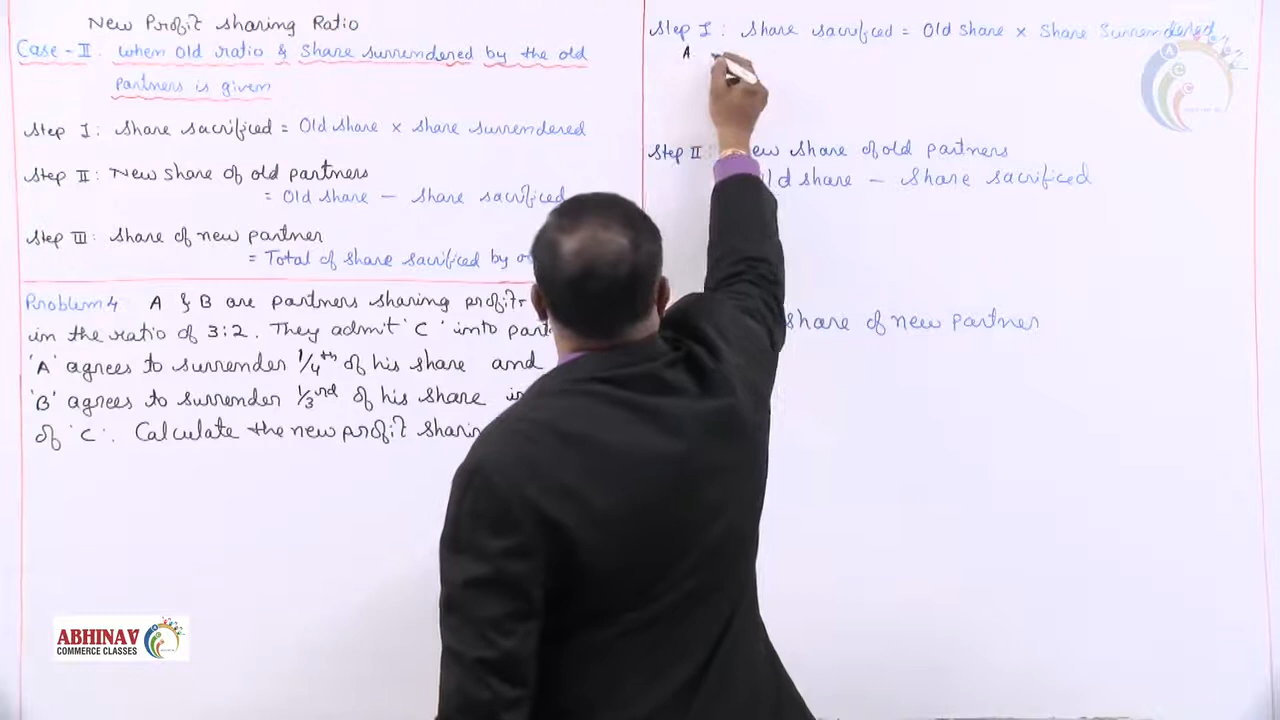 New Profit sharing Ratio
Case-II: When Old ratio & Share surrendered by the old
Partners is given
Step I: Share sacrificed = Old share × Share surrendered
Step II: New Share of old partners
= Old share - Share sacrificed
Step III: Share of new partner
= Total of Share sacrificed by
Problem 4 A & B are partners sharing profit
in the ratio of 3:2. They admit 'C' into
'A' agrees to surrender 1/4th of his share and
'B' agrees to surrender 1/3rd of his share
of 'C'. Calculate the new profit
Step I: Share sacrificed = Old share × Share Surrendered
A
Step II: New share of old partners
Old share - Share sacrificed
Share of new partner
ABHINAV
COMMERCE CLASSES